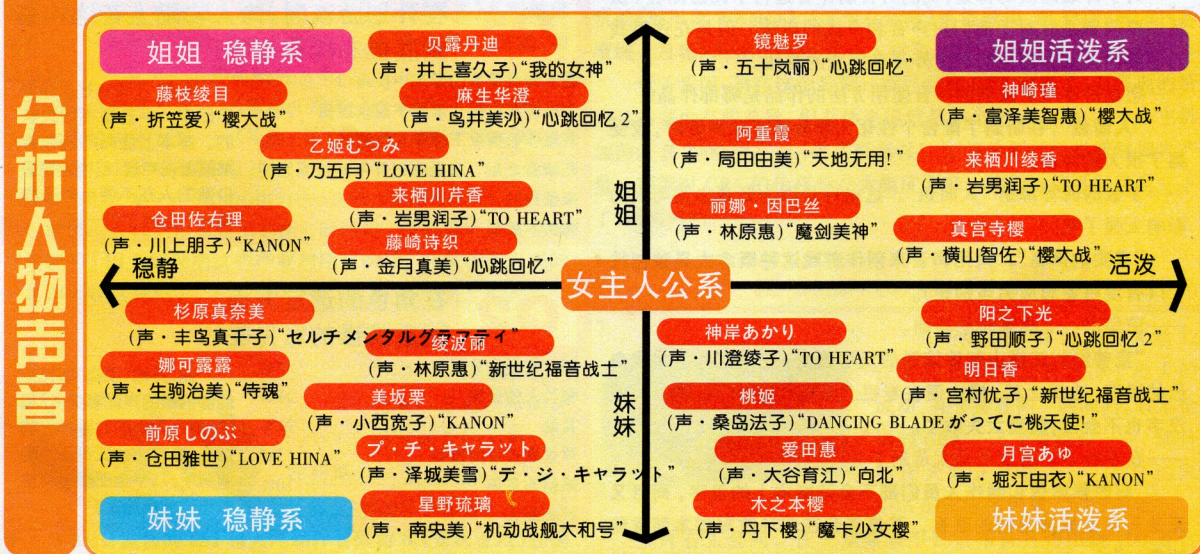 分析人物声音
姐姐 稳静系
贝露丹迪
(声·井上喜久子)“我的女神”
藤枝绫目
(声·折笠爱)“樱大战”
麻生华澄
(声·鸟井美沙)“心跳回忆2”
乙姬むつみ
(声·乃五月)“LOVE HINA”
来栖川芹香
(声·岩男润子)“TO HEART”
仓田佐右理
(声·川上朋子)“KANON”
藤崎诗织
(声·金月真美)“心跳回忆”
镜魅罗
(声·五十岚丽)“心跳回忆”
姐姐活泼系
神崎瑾
(声·富泽美智惠)“樱大战”
阿重霞
(声·局田由美)“天地无用!”
来栖川绫香
(声·岩男润子)“TO HEART”
丽娜·因巴丝
(声·林原惠)“魔剑美神”
真宫寺樱
(声·横山智佐)“樱大战”
姐姐
稳静
女主人公系
活泼
妹妹
杉原真奈美
(声·丰鸟真千子)“セルチメンタルグラフティ”
绫波丽
(声·林原惠)“新世纪福音战士”
娜可露露
(声·生驹治美)“侍魂”
美坂栗
(声·小西宽子)“KANON”
前原しのぶ
(声·仓田雅世)“LOVE HINA”
プ·チ·キャラット
(声·泽城美雪)“デ·ジ·キャラット”
星野琉璃
(声·南央美)“机动战舰大和号”
妹妹 稳静系
阳之下光
(声·野田顺子)“心跳回忆2”
神岸あかり
(声·川澄绫子)“TO HEART”
明日香
(声·宫村优子)“新世纪福音战士”
桃姬
(声·桑岛法子)“DANCING BLADEがつてに桃天使!”
爱田惠
(声·大谷育江)“向北”
月宫あゆ
(声·堀江由衣)“KANON”
木之本樱
(声·丹下樱)“魔卡少女樱”
妹妹活泼系